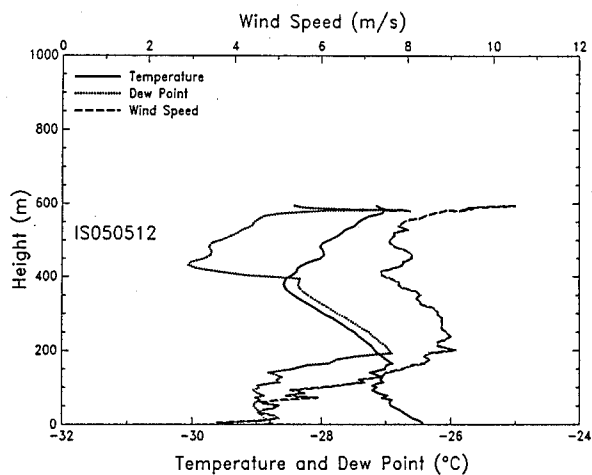 Wind Speed (m/s)
0 2 4 6 8 10 12
1000
800
600
400
200
0
Height (m)
Temperature
Dew Point
Wind Speed
IS050512
-32 -30 -28 -26 -24
Temperature and Dew Point (°C)